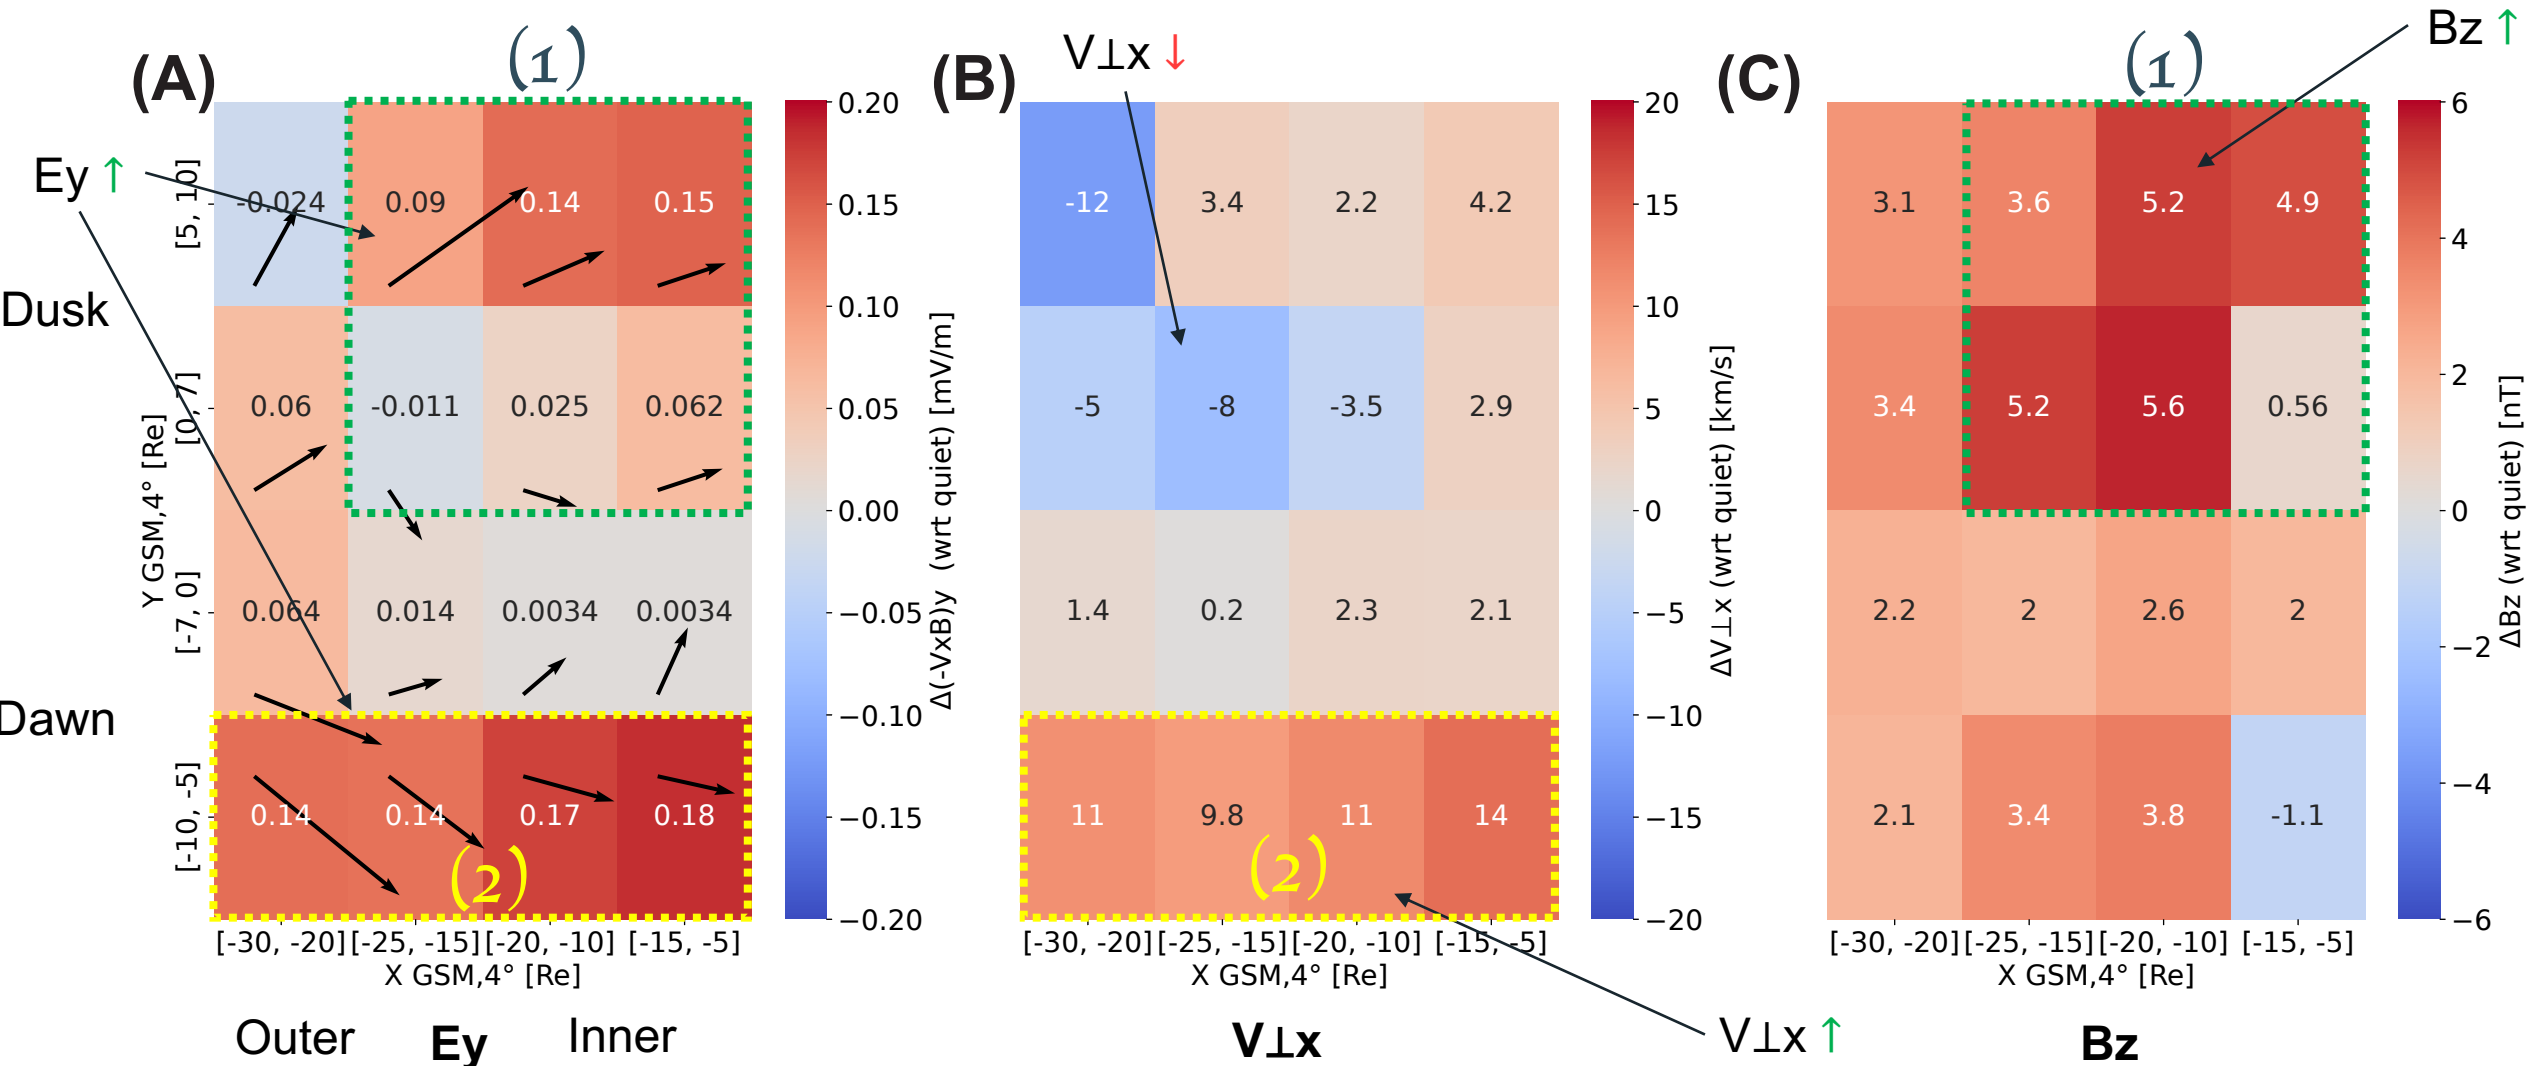 (A)
(1)
Ey ↑
Dusk
Dawn
Y GSM,4° [Re]
[5, 10]
[0, 7]
[-7, 0]
[-10, -5]
-0.024 0.09 0.14 0.15
0.06 -0.011 0.025 0.062
0.064 0.014 0.0034 0.0034
0.14 0.14 0.17 0.18
(2)
[-30, -20] [-25, -15] [-20, -10] [-15, -5]
X GSM,4° [Re]
Outer Ey Inner
0.20
0.15
0.10
0.05
0.00
−0.05
−0.10
−0.15
−0.20
Δ(-VxB)y (wrt quiet) [mV/m]
(B)
V⊥x ↓
-12 3.4 2.2 4.2
-5 -8 -3.5 2.9
1.4 0.2 2.3 2.1
11 9.8 11 14
(2)
[-30, -20] [-25, -15] [-20, -10] [-15, -5]
X GSM,4° [Re]
V⊥x
V⊥x ↑
20
15
10
5
0
−5
−10
−15
−20
ΔV⊥x (wrt quiet) [km/s]
(C)
(1)
Bz ↑
3.1 3.6 5.2 4.9
3.4 5.2 5.6 0.56
2.2 2 2.6 2
2.1 3.4 3.8 -1.1
[-30, -20] [-25, -15] [-20, -10] [-15, -5]
X GSM,4° [Re]
Bz
6
4
2
0
−2
−4
−6
ΔBz (wrt quiet) [nT]